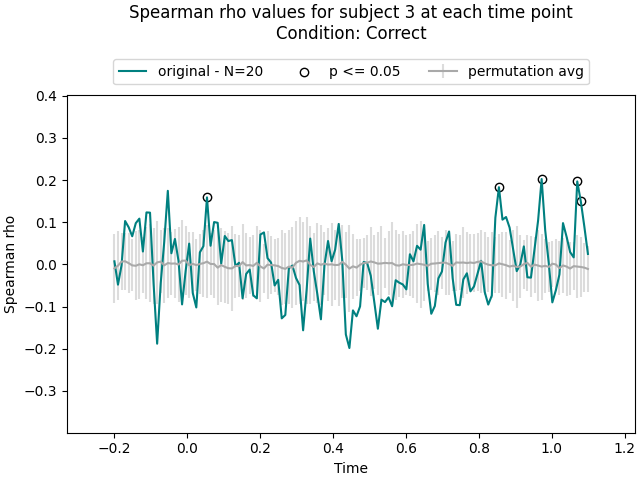 Spearman rho values for subject 3 at each time point
Condition: Correct
original - N=20
p <= 0.05
permutation avg
0.4
0.3
0.2
0.1
0.0
−0.1
−0.2
−0.3
Spearman rho
−0.2
0.0
0.2
0.4
0.6
0.8
1.0
1.2
Time